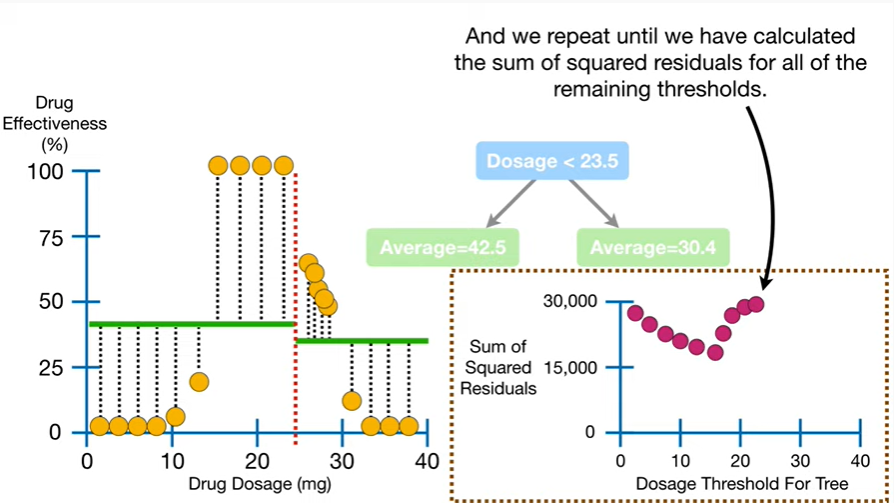 And we repeat until we have calculated
the sum of squared residuals for all of the
remaining thresholds.
Drug
Effectiveness
(%)
100
75
50
25
0
0
10
20
30
40
Drug Dosage (mg)
Dosage < 23.5
Average=42.5
Average=30.4
Sum of
Squared
Residuals
30,000
15,000
0
0
10
20
30
40
Dosage Threshold For Tree